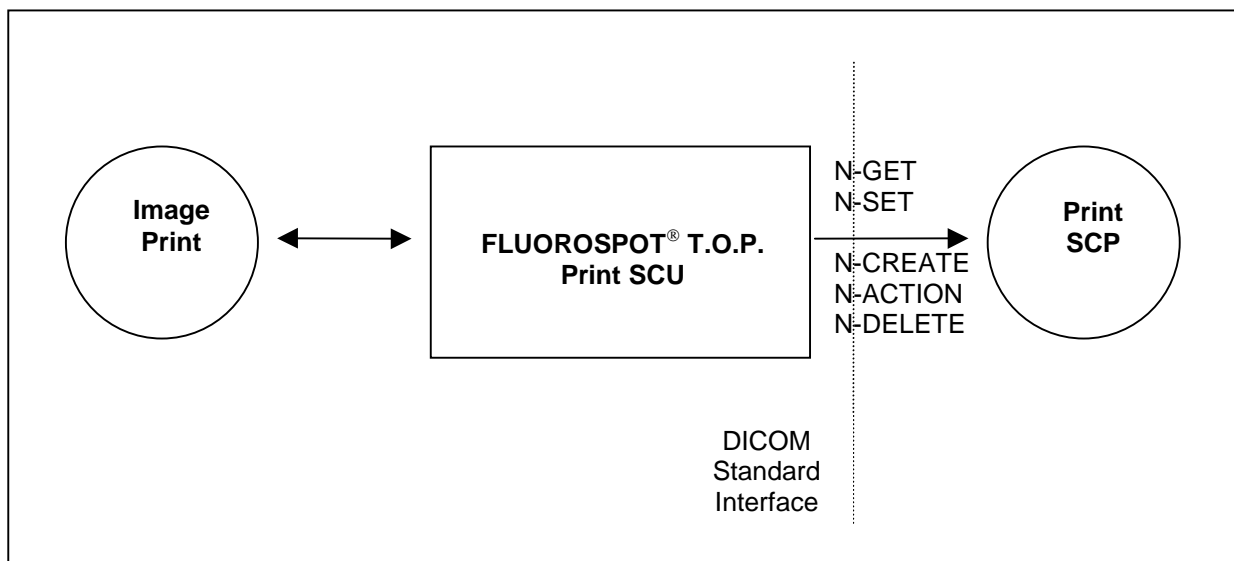 Image
Print
FLUOROSPOT® T.O.P.
Print SCU
N-GET
N-SET
N-CREATE
N-ACTION
N-DELETE
Print
SCP
DICOM
Standard
Interface